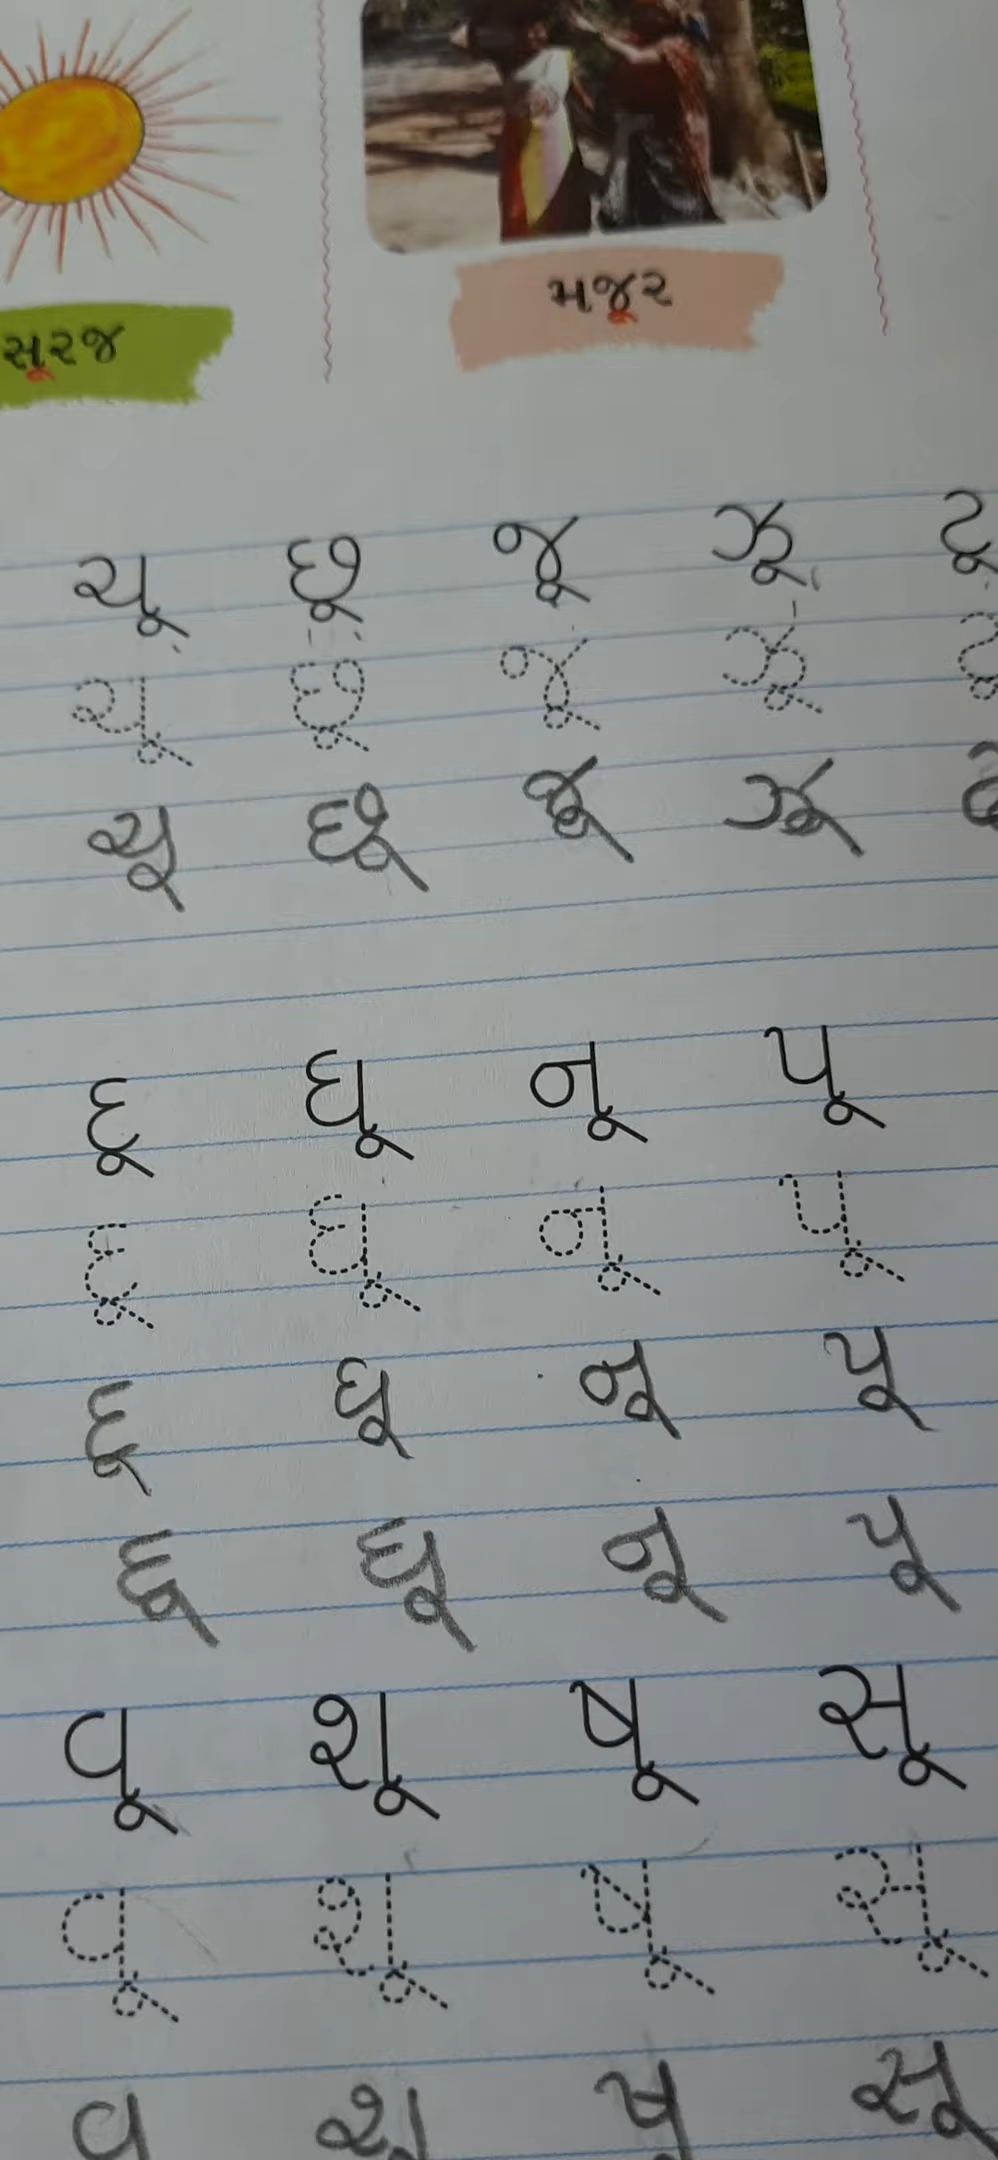 સૂરજ મજૂર
ચૂ છૂ જૂ ઝૂ ટૂ
ચૂ છૂ જૂ ઝૂ ટૂ
ચૂ છૂ જૂ ઝૂ
દૂ ધૂ નૂ પૂ
દૂ ધૂ નૂ પૂ
દૂ ધૂ નૂ પૂ
દૂ ધૂ નૂ પૂ
વૂ શૂ ષૂ સૂ
વૂ શૂ ષૂ સૂ
વ શૂ ષૂ સૂ